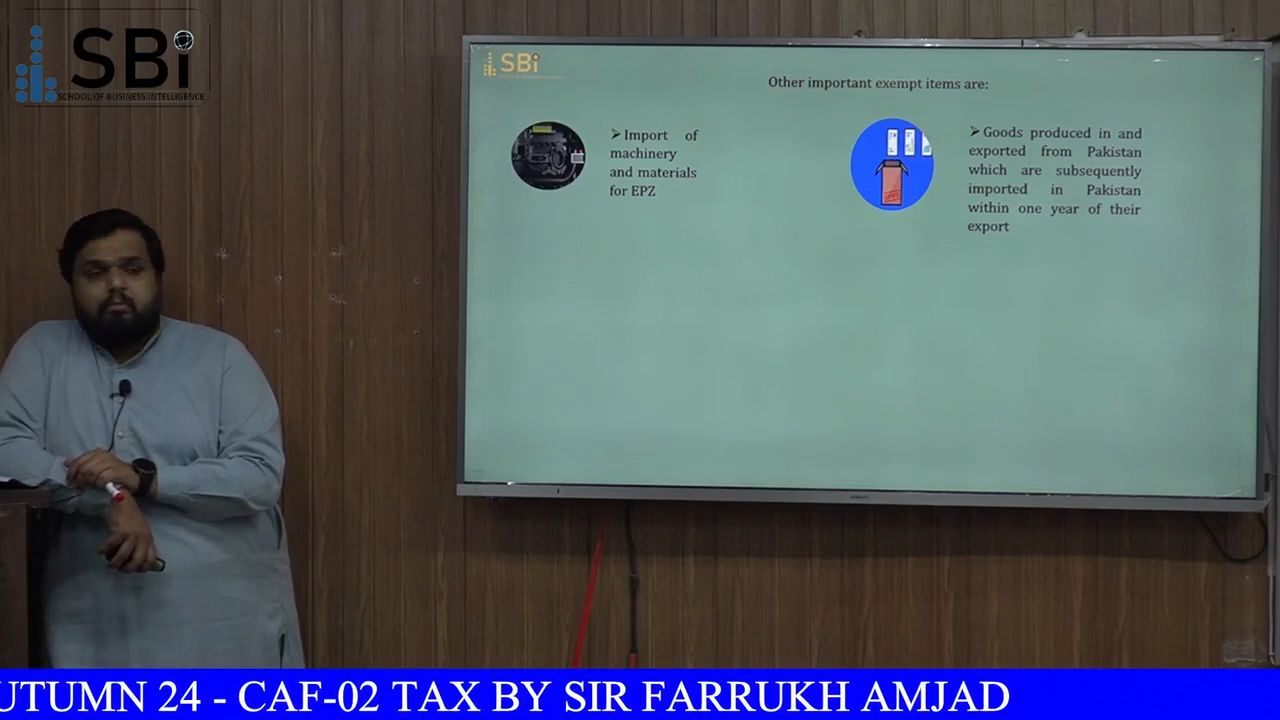 SBi
SCHOOL OF BUSINESS INTELLIGENCE
SBi
Other important exempt items are:
➢Import of
machinery
and materials
for EPZ
➢Goods produced in and
exported from Pakistan
which are subsequently
imported in Pakistan
within one year of their
export
UTUMN 24 - CAF-02 TAX BY SIR FARRUKH AMJAD